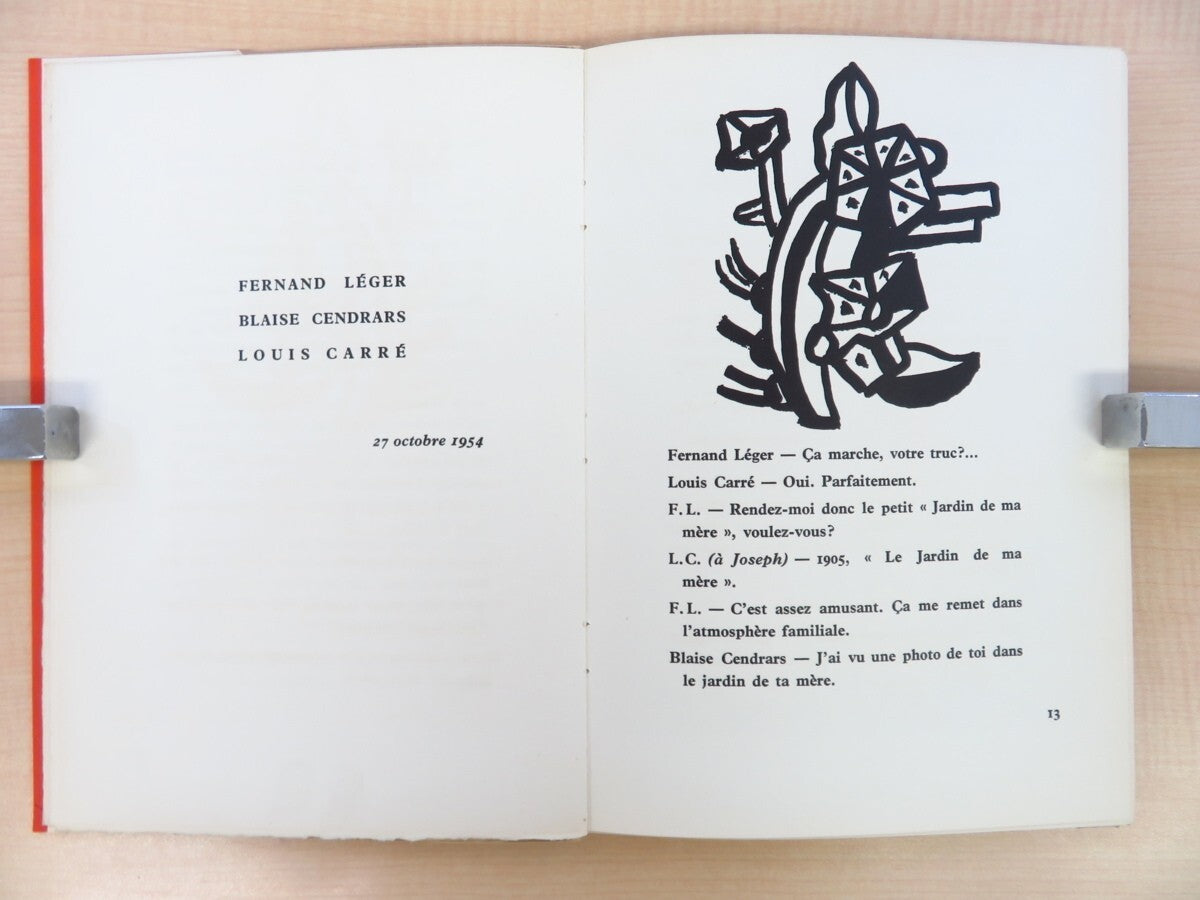 FERNAND LÉGER
BLAISE CENDRARS
LOUIS CARRÉ
27 octobre 1954
Fernand Léger — Ça marche, votre truc?...
Louis Carré — Oui. Parfaitement.
F. L. — Rendez-moi donc le petit « Jardin de ma
mère », voulez-vous?
L.C. (à Joseph) — 1905, « Le Jardin de ma
mère ».
F. L. — C'est assez amusant. Ça me remet dans
l'atmosphère familiale.
Blaise Cendrars — J'ai vu une photo de toi dans
le jardin de ta mère.
13